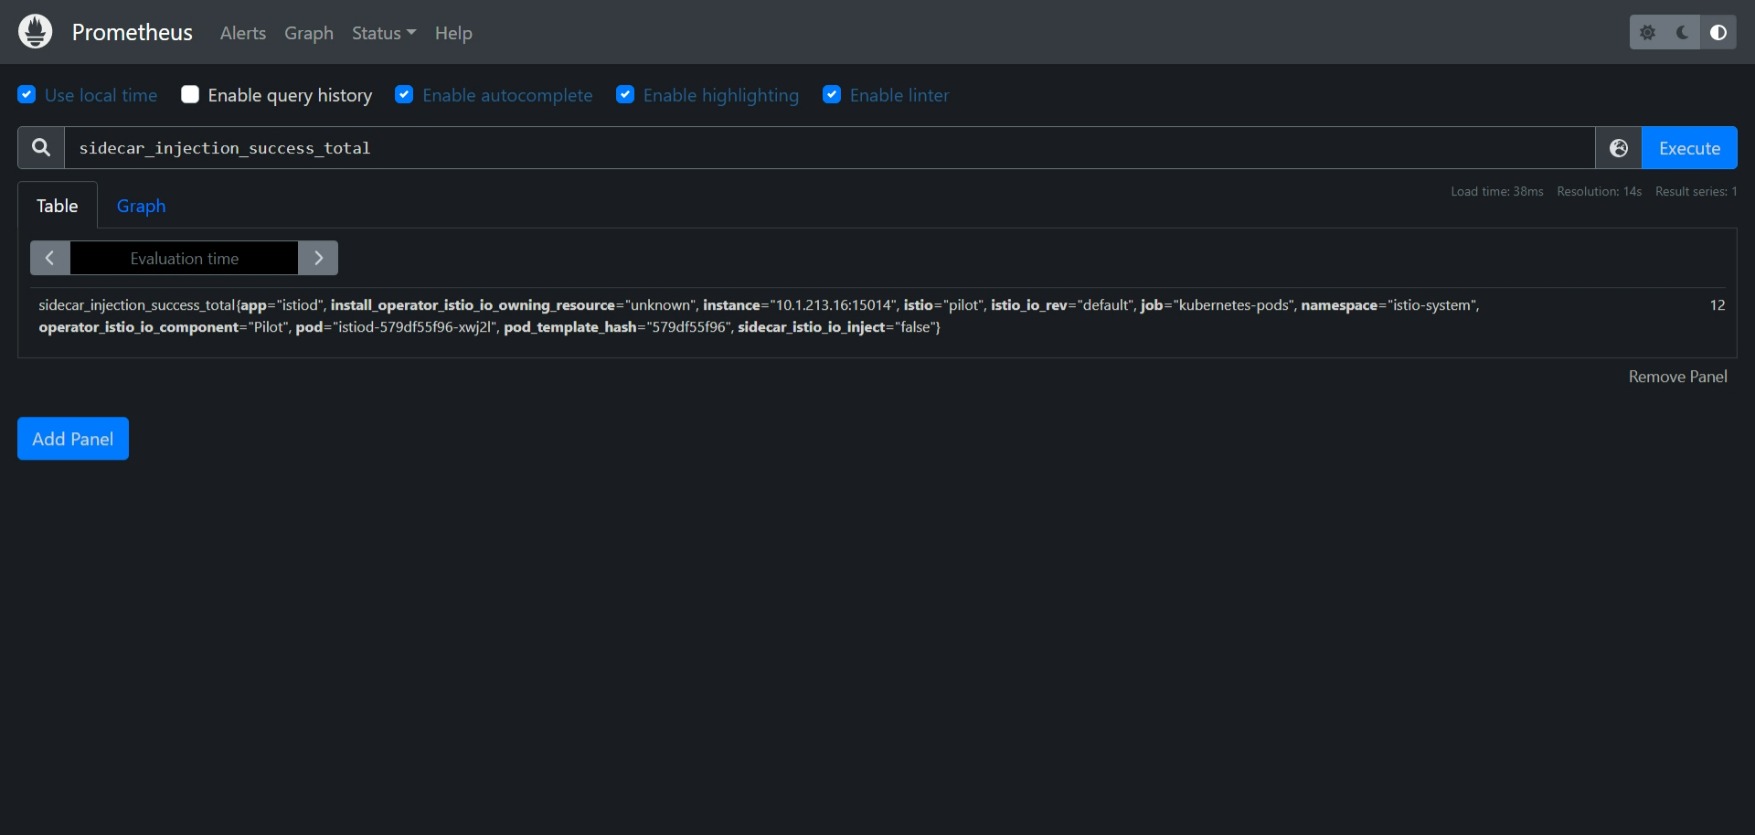 Prometheus Alerts Graph Status Help
Use local time Enable query history Enable autocomplete Enable highlighting Enable linter
sidecar_injection_success_total Execute
Load time: 38ms Resolution: 14s Result series: 1
Table Graph
Evaluation time
sidecar_injection_success_total{app="istiod", install_operator_istio_io_owning_resource="unknown", instance="10.1.213.16:15014", istio="pilot", istio_io_rev="default", job="kubernetes-pods", namespace="istio-system", 12
operator_istio_io_component="Pilot", pod="istiod-579df55f96-xwj2l", pod_template_hash="579df55f96", sidecar_istio_io_inject="false"}
Remove Panel
Add Panel